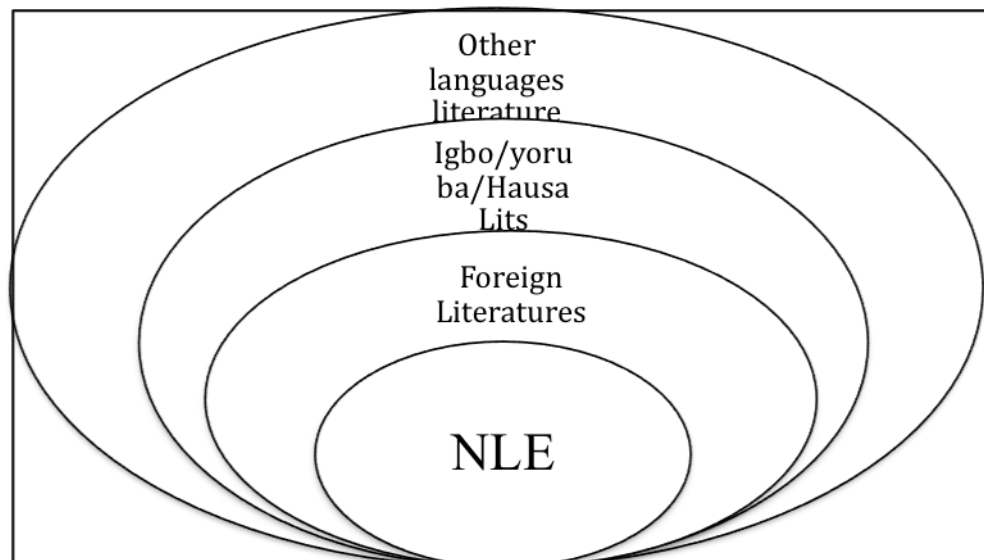 Other
languages
literature
Igbo/yoru
ba/Hausa
Lits
Foreign
Literatures
NLE